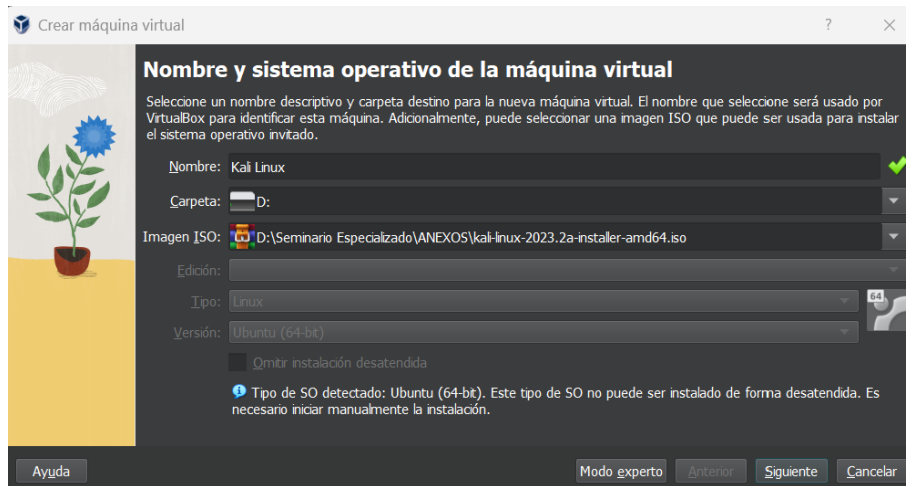 Crear máquina virtual
?
Nombre y sistema operativo de la máquina virtual
Seleccione un nombre descriptivo y carpeta destino para la nueva máquina virtual. El nombre que seleccione será usado por
VirtualBox para identificar esta máquina. Adicionalmente, puede seleccionar una imagen ISO que puede ser usada para instalar
el sistema operativo invitado.
Nombre: Kali Linux
Carpeta: D:
Imagen ISO: D:\Seminario Especializado\ANEXOS\kali-linux-2023.2a-installer-amd64.iso
Edición:
Tipo: Linux
64
Versión: Ubuntu (64-bit)
Omitir instalación desatendida
Tipo de SO detectado: Ubuntu (64-bit). Este tipo de SO no puede ser instalado de forma desatendida. Es
necesario iniciar manualmente la instalación.
Ayuda Modo experto Anterior Siguiente Cancelar